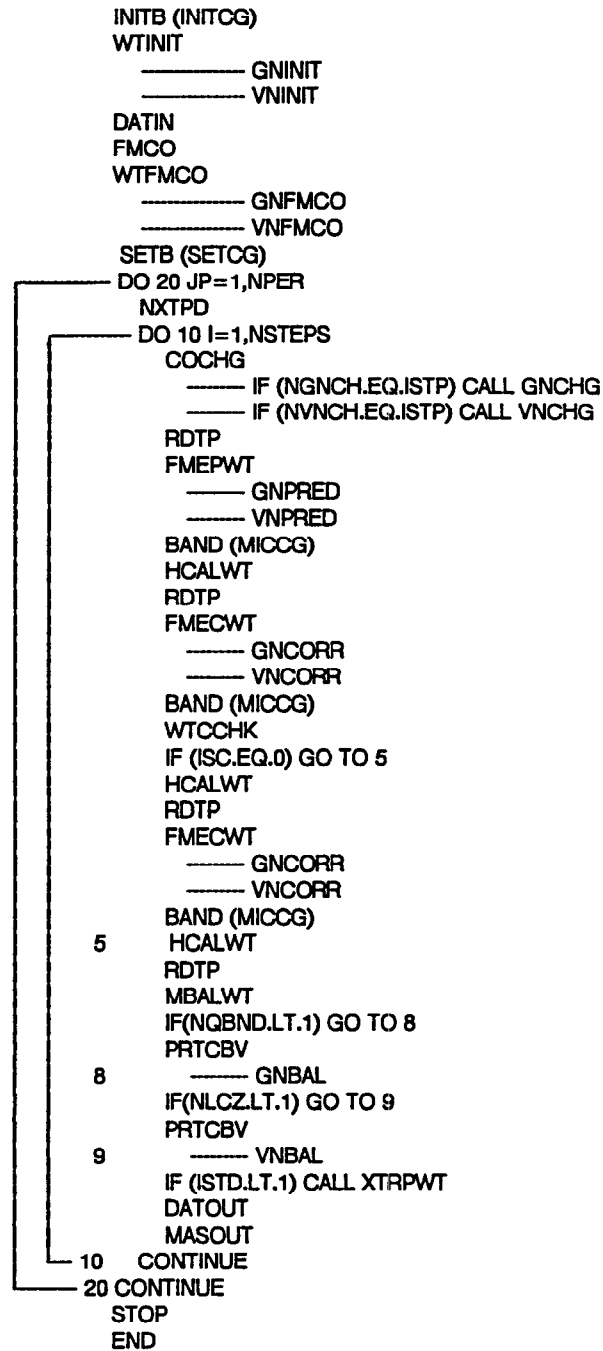 INITB (INITCG)
WTINIT
GNINIT
VNINIT
DATIN
FMCO
WTFMCO
GNFMCO
VNFMCO
SETB (SETCG)
DO 20 JP=1,NPER
NXTPD
DO 10 I=1,NSTEPS
COCHG
IF (NGNCH.EQ.ISTP) CALL GNCHG
IF (NVNCH.EQ.ISTP) CALL VNCHG
RDTP
FMEPWT
GNPRED
VNPRED
BAND (MICCG)
HCALWT
RDTP
FMECWT
GNCORR
VNCORR
BAND (MICCG)
WTCCHK
IF (ISC.EQ.0) GO TO 5
HCALWT
RDTP
FMECWT
GNCORR
VNCORR
BAND (MICCG)
5 HCALWT
RDTP
MBALWT
IF(NQBND.LT.1) GO TO 8
PRTCBV
8 GNBAL
IF(NLCZ.LT.1) GO TO 9
PRTCBV
9 VNBAL
IF (ISTD.LT.1) CALL XTRPWT
DATOUT
MASOUT
10 CONTINUE
20 CONTINUE
STOP
END